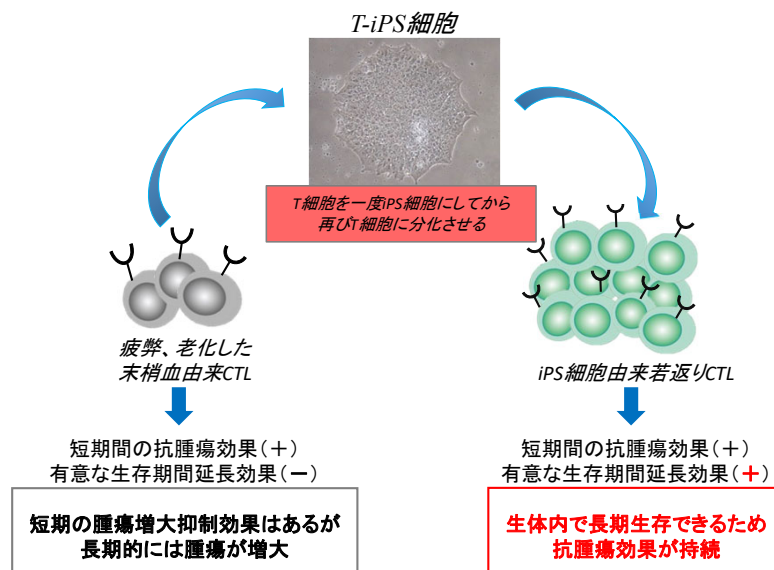 T-iPS細胞
T細胞を一度iPS細胞にしてから
再びT細胞に分化させる
疲弊、老化した
末梢血由来CTL
iPS細胞由来若返りCTL
短期間の抗腫瘍効果(+)
有意な生存期間延長効果(ー)
短期の腫瘍増大抑制効果はあるが
長期的には腫瘍が増大
短期間の抗腫瘍効果(+)
有意な生存期間延長効果(+)
生体内で長期生存できるため
抗腫瘍効果が持続